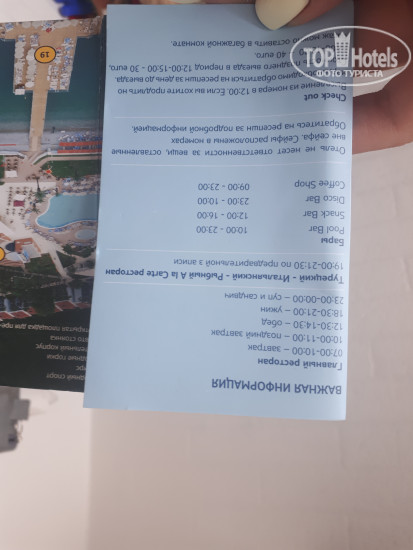 ВАЖНАЯ ИНФОРМАЦИЯ
Главный ресторан
07:00-10:00 – завтрак
10:00-11:00 – поздний завтрак
12:30-14:30 – обед
18:30-21:00 – ужин
23:00-00:00 – суп и сандвич
Турецкий - Итальянский - Рыбный A la Carte ресторан
19:00-21:30 по предварительной записи
Бары
Pool Bar 10:00 - 23:00
Snack Bar 12:00 - 16:00
Disco Bar 23:00 - 10:00
Coffee Shop 09:00 - 23:00
Отель не несет ответственности за вещи, оставленные
вне сейфа. Сейфы расположены в номерах
Обратитесь на ресепшн за подробной информацией.
Check out
номера в 12:00. Если вы хотите продлить
обратиться на ресепшн за день до выезда.
позднего выезда в период 12:00-15:00 - 30 euro,
40 euro.
оставить в багажной комнате.
TOP Hotels
ФОТО ТУРИСТА
19